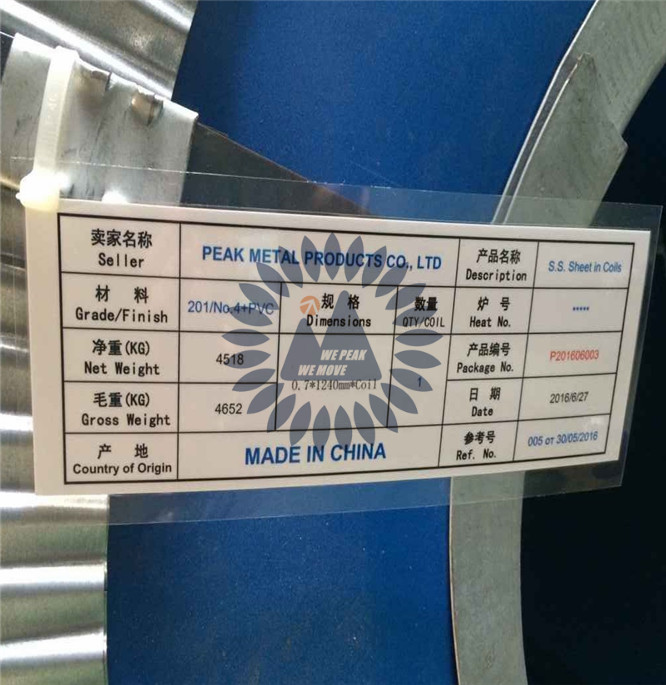 卖家名称
Seller
PEAK METAL PRODUCTS CO., LTD
产品名称
Description
S.S. Sheet in Coils
材 料
Grade/Finish
201/No.4+PVC
规 格
Dimensions
数量
QTY/COIL
炉 号
Heat No.
*****
净重(KG)
Net Weight
4518
WE PEAK
WE MOVE
0.7*1240mm*Coil
1
产品编号
Package No.
P201606003
毛重(KG)
Gross Weight
4652
日 期
Date
2016/6/27
产 地
Country of Origin
MADE IN CHINA
参考号
Ref. No.
005 от 30/05/2016